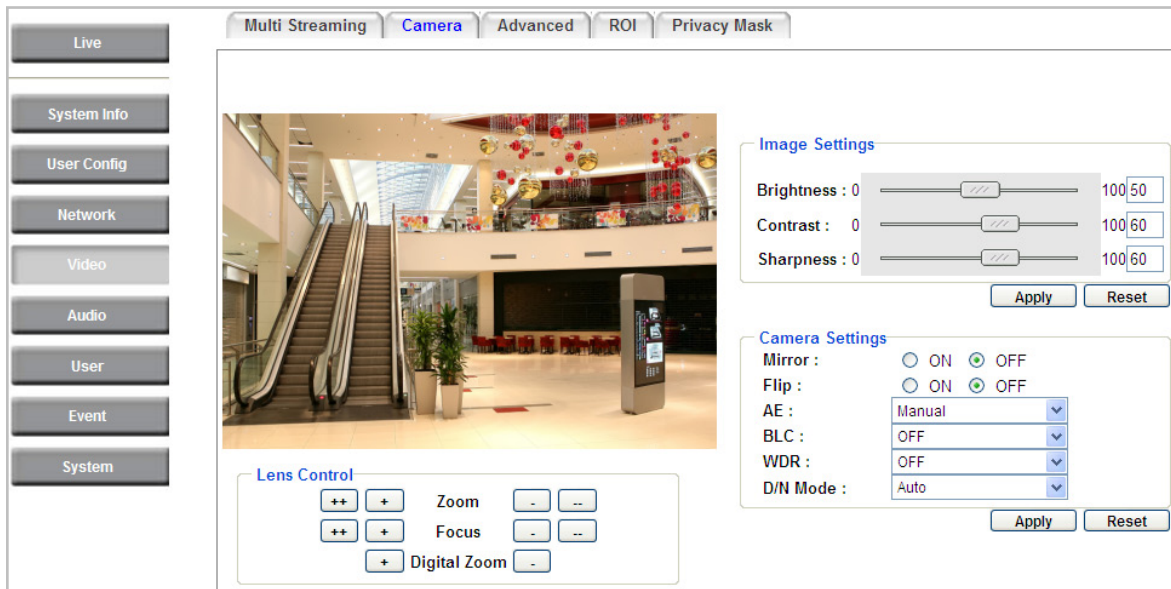 Multi Streaming Camera Advanced ROI Privacy Mask
Live
System Info
User Config
Network
Video
Audio
User
Event
System
Image Settings
Brightness : 0 100 50
Contrast : 0 100 60
Sharpness : 0 100 60
Apply Reset
Camera Settings
Mirror : ON OFF
Flip : ON OFF
AE : Manual
BLC : OFF
WDR : OFF
D/N Mode : Auto
Apply Reset
Lens Control
++ + Zoom - --
++ + Focus - --
+ Digital Zoom -